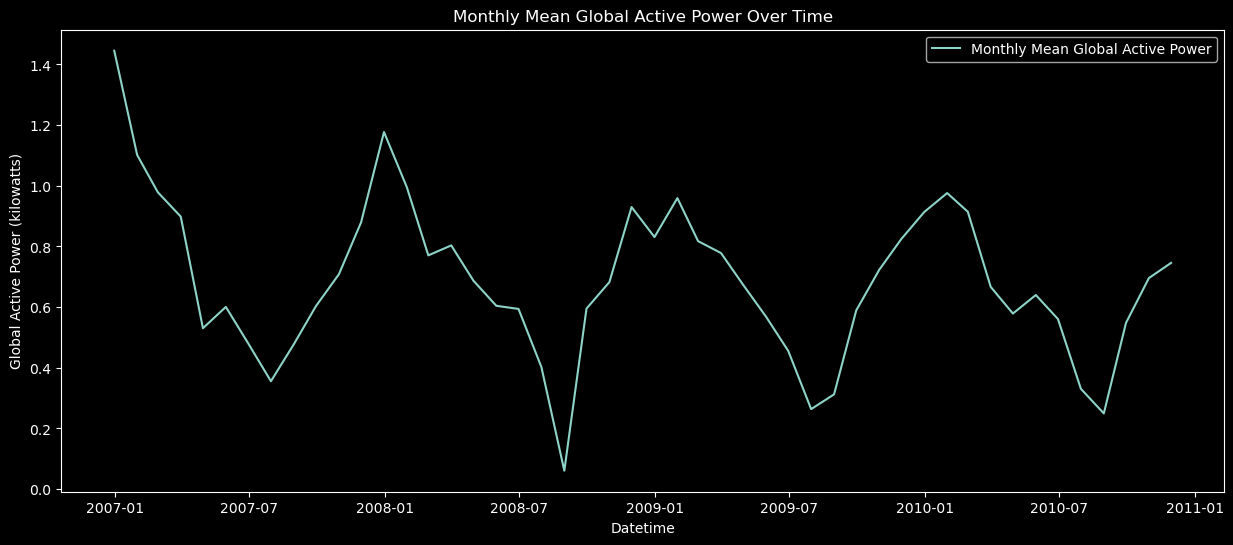 Monthly Mean Global Active Power Over Time
Monthly Mean Global Active Power
Global Active Power (kilowatts)
1.4
1.2
1.0
0.8
0.6
0.4
0.2
0.0
2007-01 2007-07 2008-01 2008-07 2009-01 2009-07 2010-01 2010-07 2011-01
Datetime